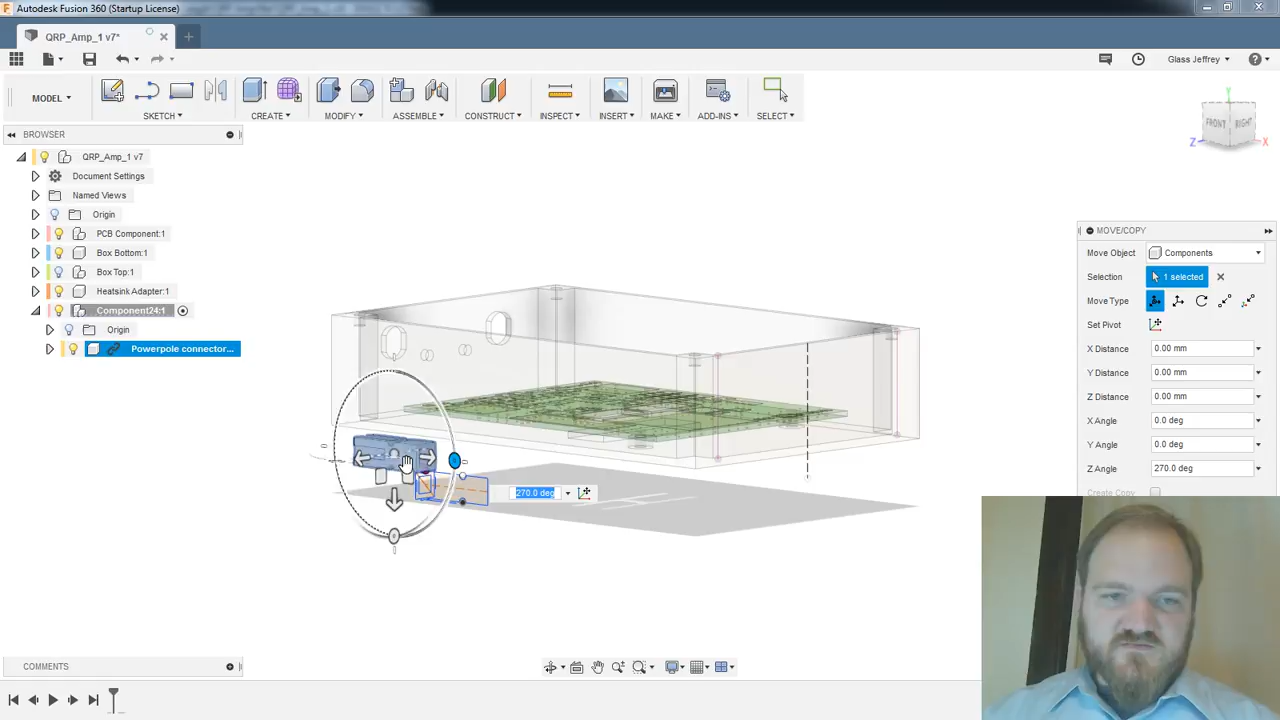 Autodesk Fusion 360 (Startup License)
QRP_Amp_1 v7*
Glass Jeffrey
MODEL
SKETCH
CREATE
MODIFY
ASSEMBLE
CONSTRUCT
INSPECT
INSERT
MAKE
ADD-INS
SELECT
BROWSER
QRP_Amp_1 v7
Document Settings
Named Views
Origin
PCB Component:1
Box Bottom:1
Box Top:1
Heatsink Adapter:1
Component24:1
Origin
Powerpole connector...
Y
FRONT RIGHT
Z X
MOVE/COPY
Move Object Components
Selection 1 selected
Move Type
Set Pivot
X Distance 0.00 mm
Y Distance 0.00 mm
Z Distance 0.00 mm
X Angle 0.0 deg
Y Angle 0.0 deg
Z Angle 270.0 deg
Create Copy
270.0 deg
COMMENTS